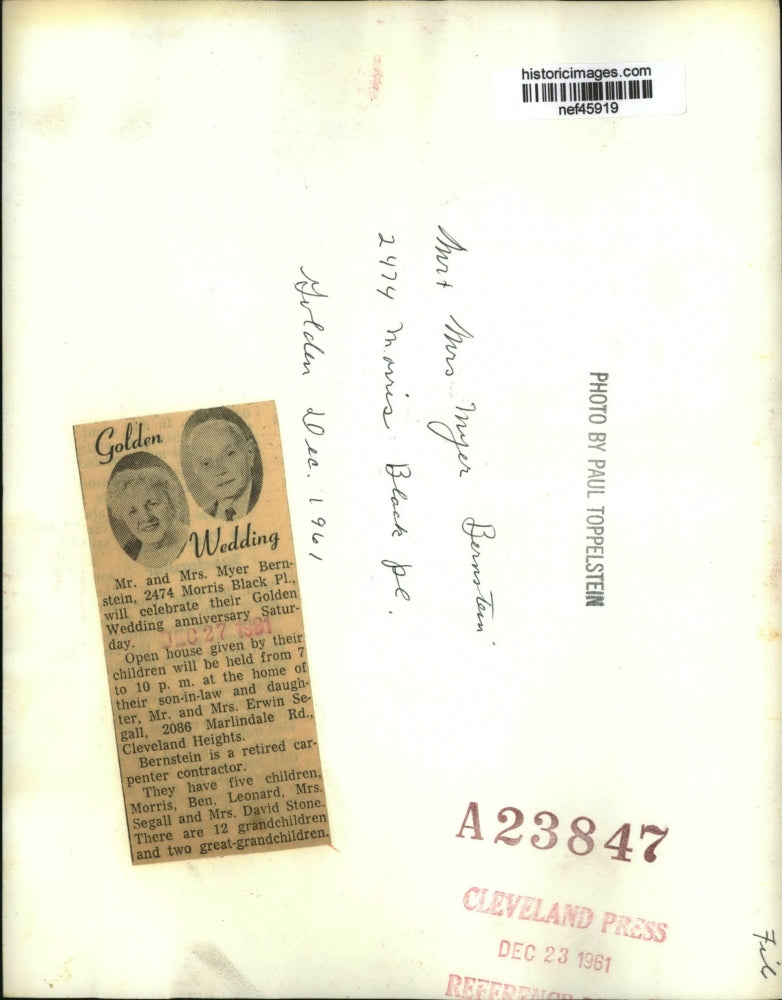 historicimages.com
nef45919
Mr + Mrs Myer Bernstein
2474 Morris Black Pl.
Golden Dec. 1961
PHOTO BY PAUL TOPPELSTEIN
Golden
Wedding
Mr. and Mrs. Myer Bern-
stein, 2474 Morris Black Pl.,
will celebrate their Golden
Wedding anniversary Satur-
day.
DEC 27 1961
Open house given by their
children will be held from 7
to 10 p. m. at the home of
their son-in-law and daugh-
ter, Mr. and Mrs. Erwin Se-
gall, 2086 Marlindale Rd.,
Cleveland Heights.
Bernstein is a retired car-
penter contractor.
They have five children,
Morris, Ben, Leonard, Mrs.
Segall and Mrs. David Stone.
There are 12 grandchildren
and two great-grandchildren.
A23847
CLEVELAND PRESS
DEC 23 1961
REFERENCE
File